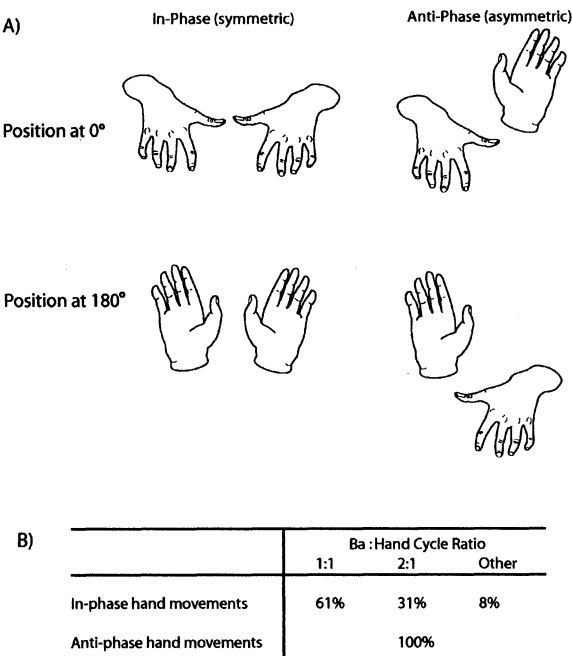 A)
In-Phase (symmetric) Anti-Phase (asymmetric)
Position at 0°
Position at 180°
B)
Ba : Hand Cycle Ratio
1:1 2:1 Other
In-phase hand movements 61% 31% 8%
Anti-phase hand movements 100%